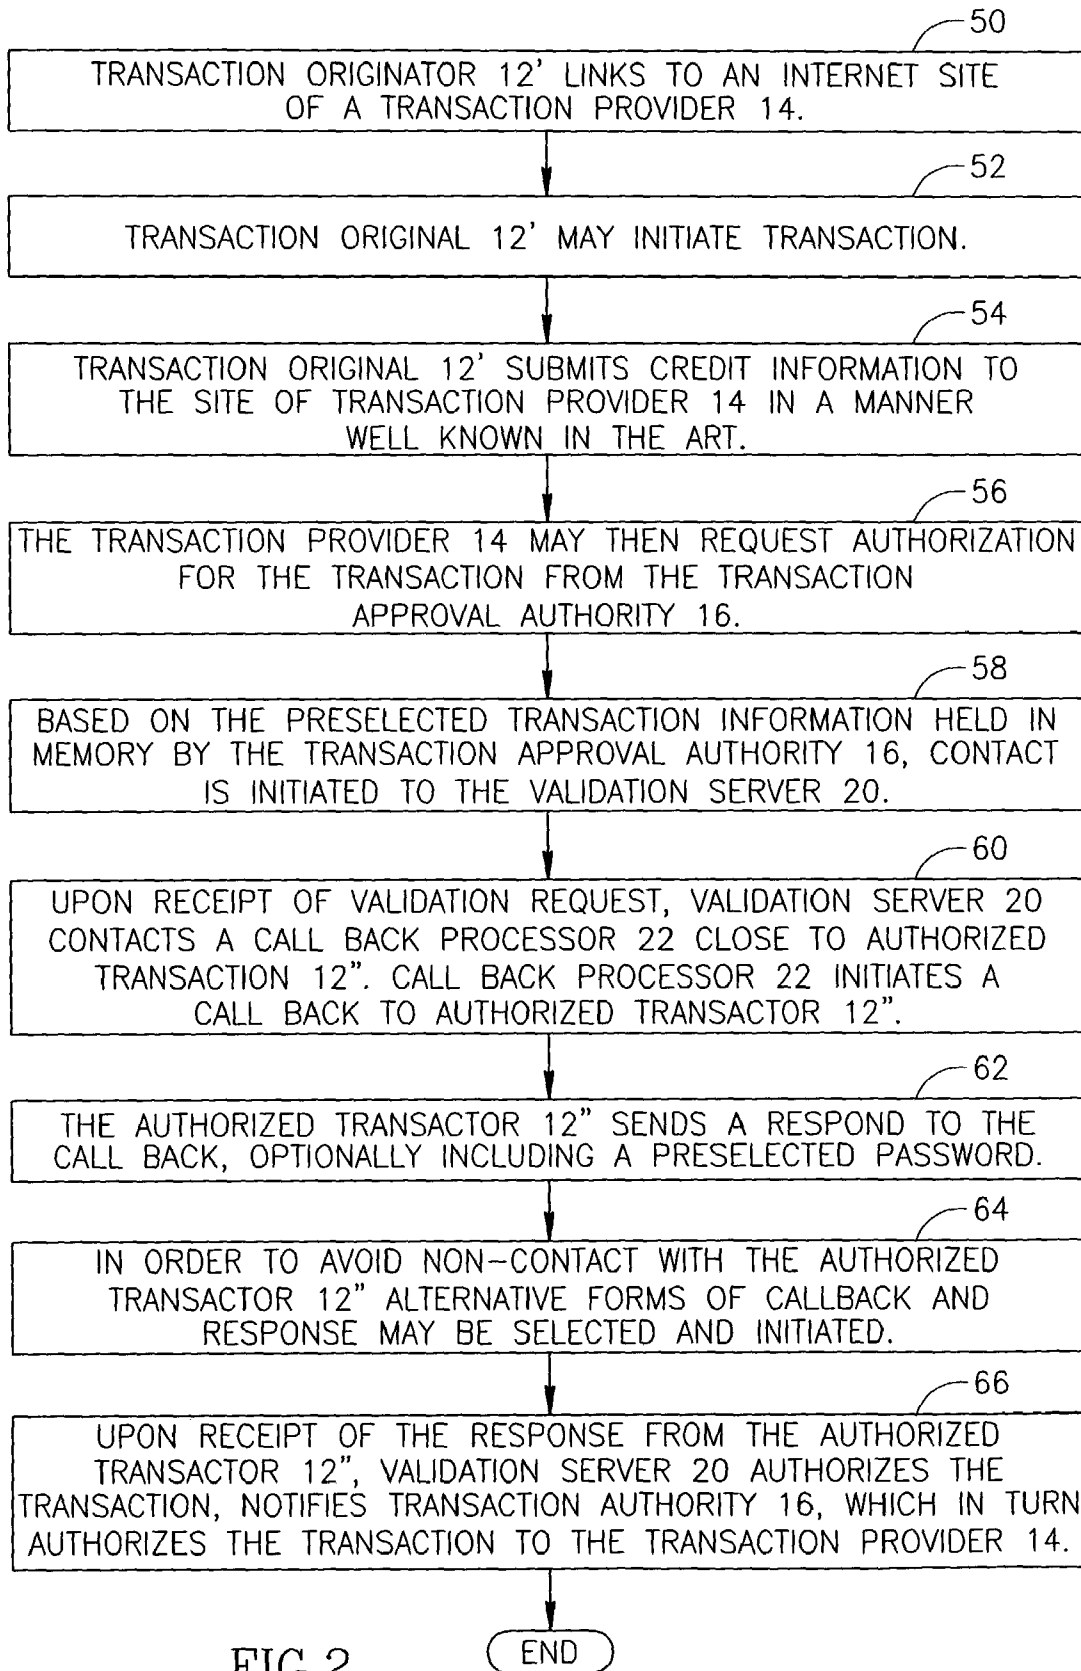 50
TRANSACTION ORIGINATOR 12' LINKS TO AN INTERNET SITE
OF A TRANSACTION PROVIDER 14.
52
TRANSACTION ORIGINAL 12' MAY INITIATE TRANSACTION.
54
TRANSACTION ORIGINAL 12' SUBMITS CREDIT INFORMATION TO
THE SITE OF TRANSACTION PROVIDER 14 IN A MANNER
WELL KNOWN IN THE ART.
56
THE TRANSACTION PROVIDER 14 MAY THEN REQUEST AUTHORIZATION
FOR THE TRANSACTION FROM THE TRANSACTION
APPROVAL AUTHORITY 16.
58
BASED ON THE PRESELECTED TRANSACTION INFORMATION HELD IN
MEMORY BY THE TRANSACTION APPROVAL AUTHORITY 16, CONTACT
IS INITIATED TO THE VALIDATION SERVER 20.
60
UPON RECEIPT OF VALIDATION REQUEST, VALIDATION SERVER 20
CONTACTS A CALL BACK PROCESSOR 22 CLOSE TO AUTHORIZED
TRANSACTION 12”. CALL BACK PROCESSOR 22 INITIATES A
CALL BACK TO AUTHORIZED TRANSACTOR 12”.
62
THE AUTHORIZED TRANSACTOR 12” SENDS A RESPOND TO THE
CALL BACK, OPTIONALLY INCLUDING A PRESELECTED PASSWORD.
64
IN ORDER TO AVOID NON-CONTACT WITH THE AUTHORIZED
TRANSACTOR 12” ALTERNATIVE FORMS OF CALLBACK AND
RESPONSE MAY BE SELECTED AND INITIATED.
66
UPON RECEIPT OF THE RESPONSE FROM THE AUTHORIZED
TRANSACTOR 12”, VALIDATION SERVER 20 AUTHORIZES THE
TRANSACTION, NOTIFIES TRANSACTION AUTHORITY 16, WHICH IN TURN
AUTHORIZES THE TRANSACTION TO THE TRANSACTION PROVIDER 14.
END
FIG.2